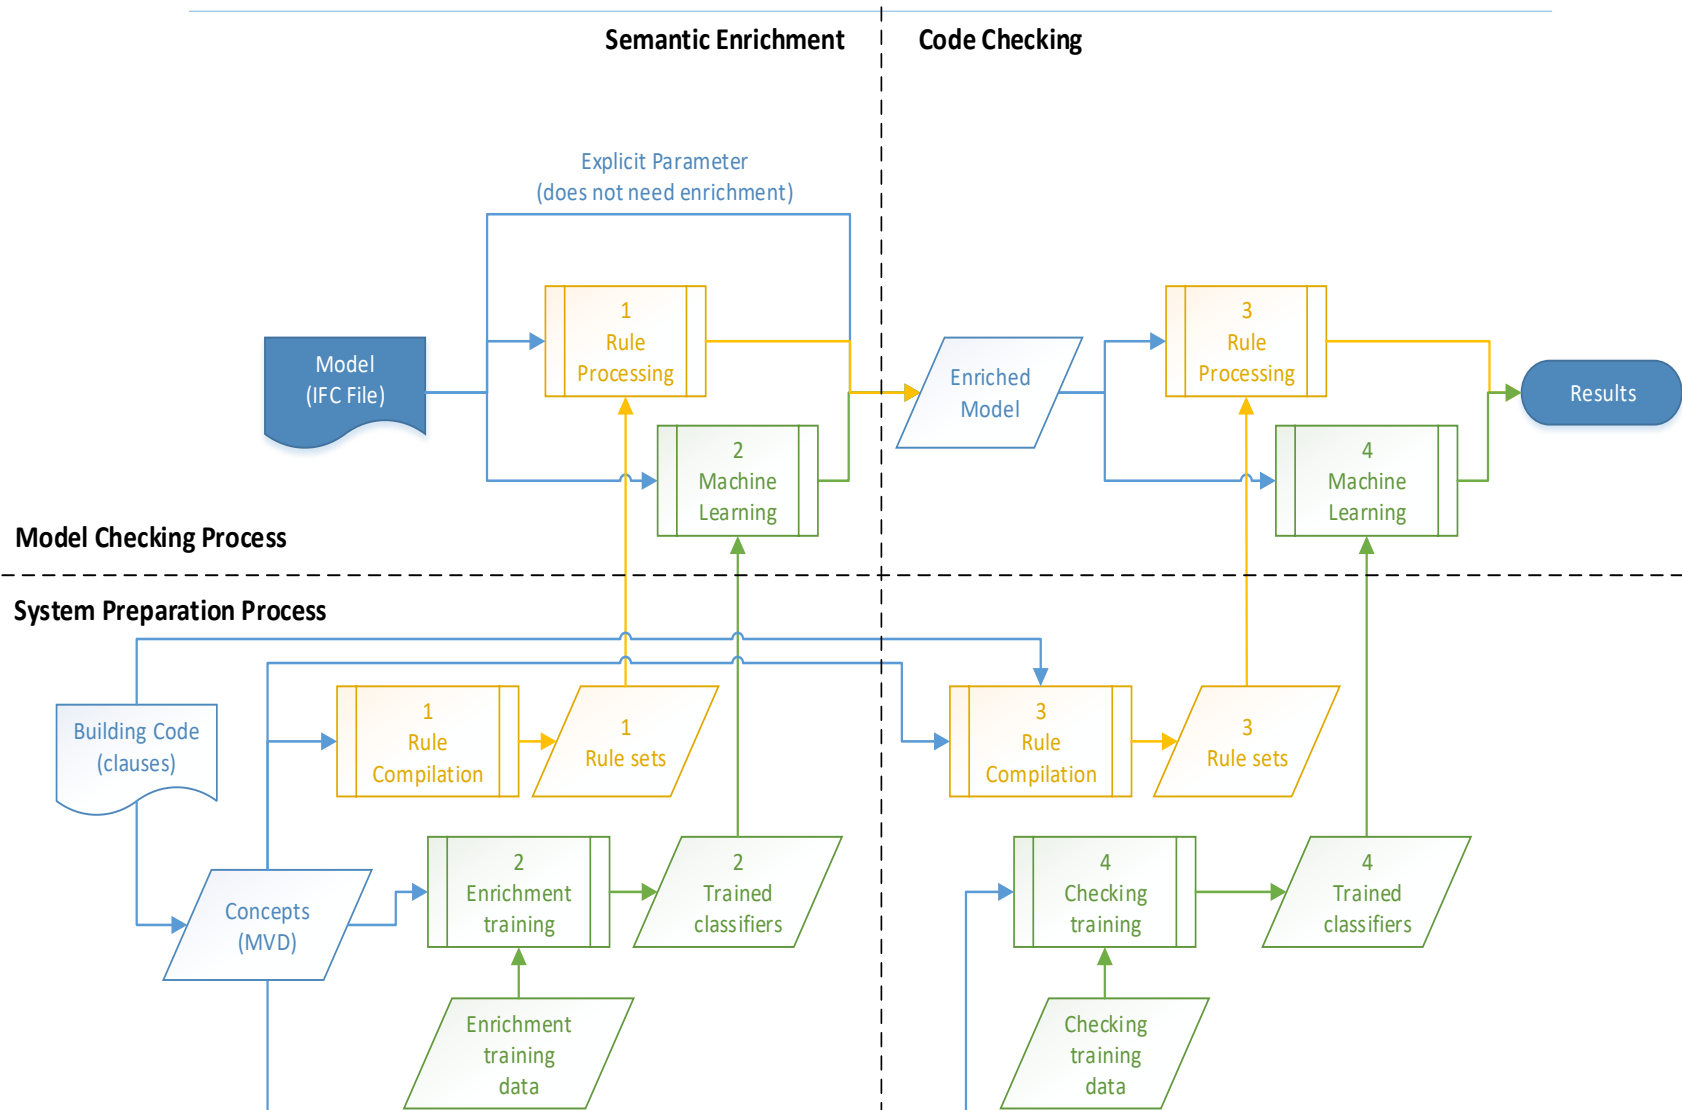 Semantic Enrichment
Code Checking
Explicit Parameter
(does not need enrichment)
Model
(IFC File)
1
Rule
Processing
2
Machine
Learning
Enriched
Model
3
Rule
Processing
4
Machine
Learning
Results
Model Checking Process
System Preparation Process
Building Code
(clauses)
1
Rule
Compilation
1
Rule sets
3
Rule
Compilation
3
Rule sets
Concepts
(MVD)
2
Enrichment
training
2
Trained
classifiers
4
Checking
training
4
Trained
classifiers
Enrichment
training
data
Checking
training
data